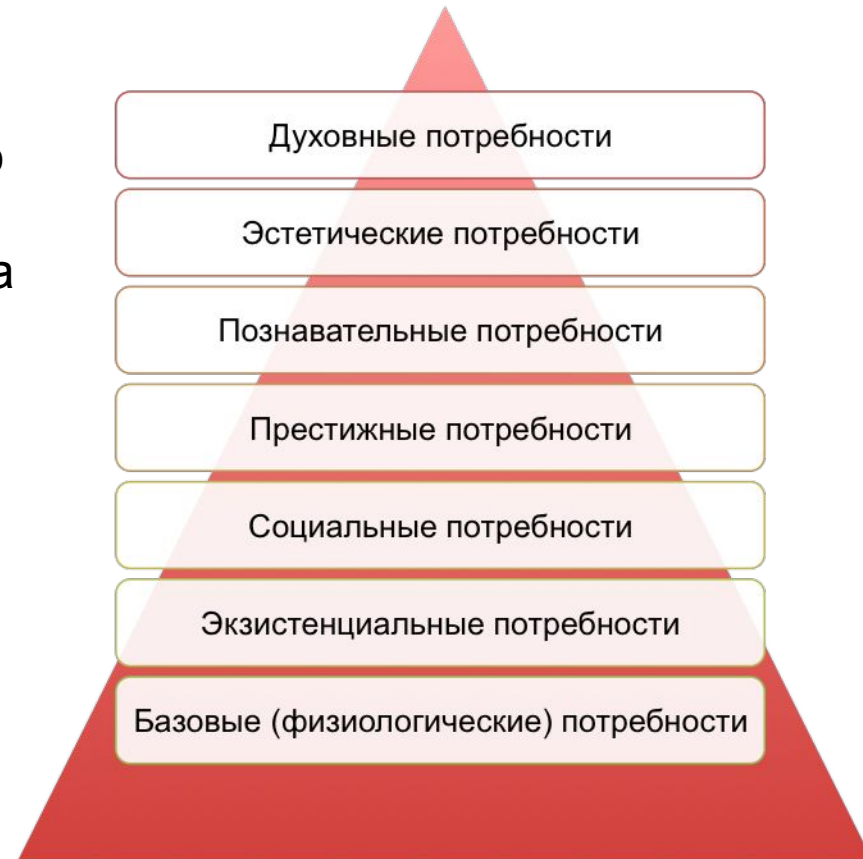 Духовные потребности
Эстетические потребности
Познавательные потребности
Престижные потребности
Социальные потребности
Экзистенциальные потребности
Базовые (физиологические) потребности